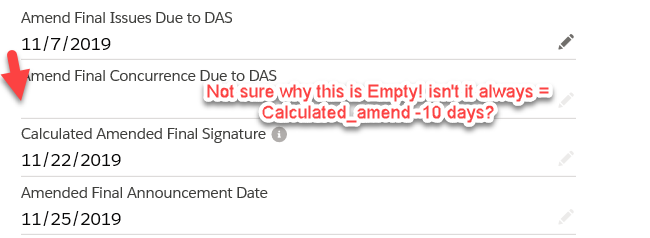 Amend Final Issues Due to DAS
11/7/2019
Amend Final Concurrence Due to DAS
Not sure why this is Empty! isn't it always =
Calculated_amend -10 days?
Calculated Amended Final Signature
11/22/2019
Amended Final Announcement Date
11/25/2019